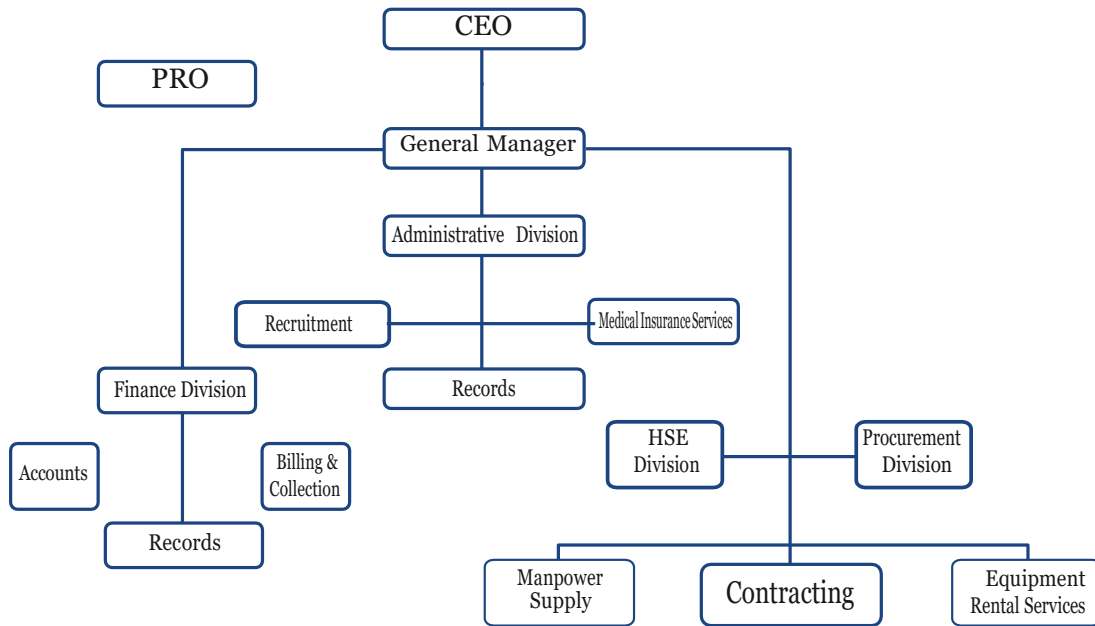 CEO
PRO
General Manager
Administrative Division
Recruitment
Medical Insurance Services
Finance Division
Records
HSE
Division
Procurement
Division
Accounts
Billing &
Collection
Records
Manpower
Supply
Contracting
Equipment
Rental Services